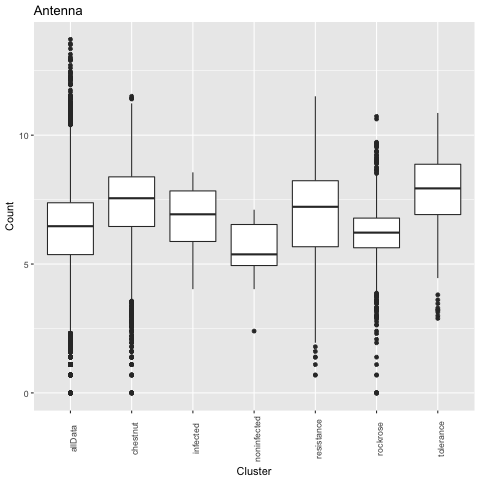 Antenna
Count
10
5
0
allData
chestnut
infected
noninfected
resistance
rockrose
tolerance
Cluster